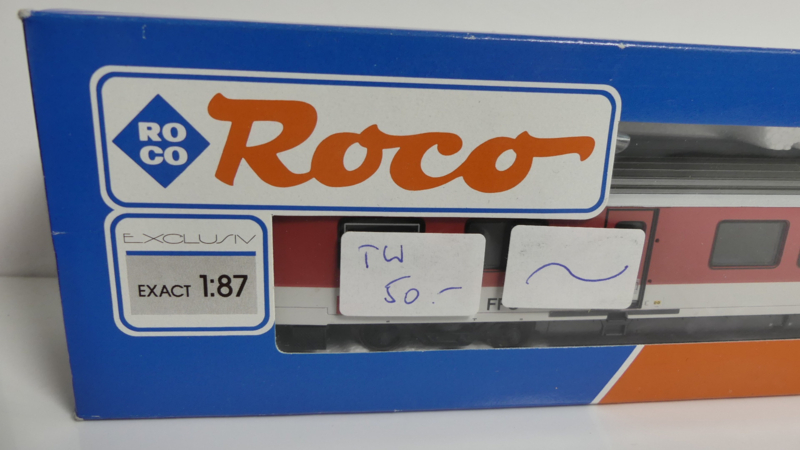 RO
CO
Roco
EXCLUSIV
EXACT 1:87
TW
50.-